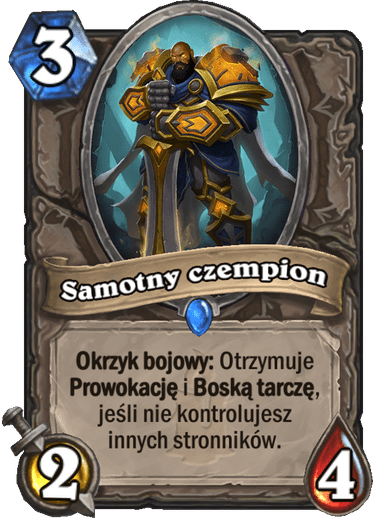 3
Samotny czempion
Okrzyk bojowy: Otrzymuje
Prowokację i Boską tarczę,
jeśli nie kontrolujesz
innych stronników.
2
4